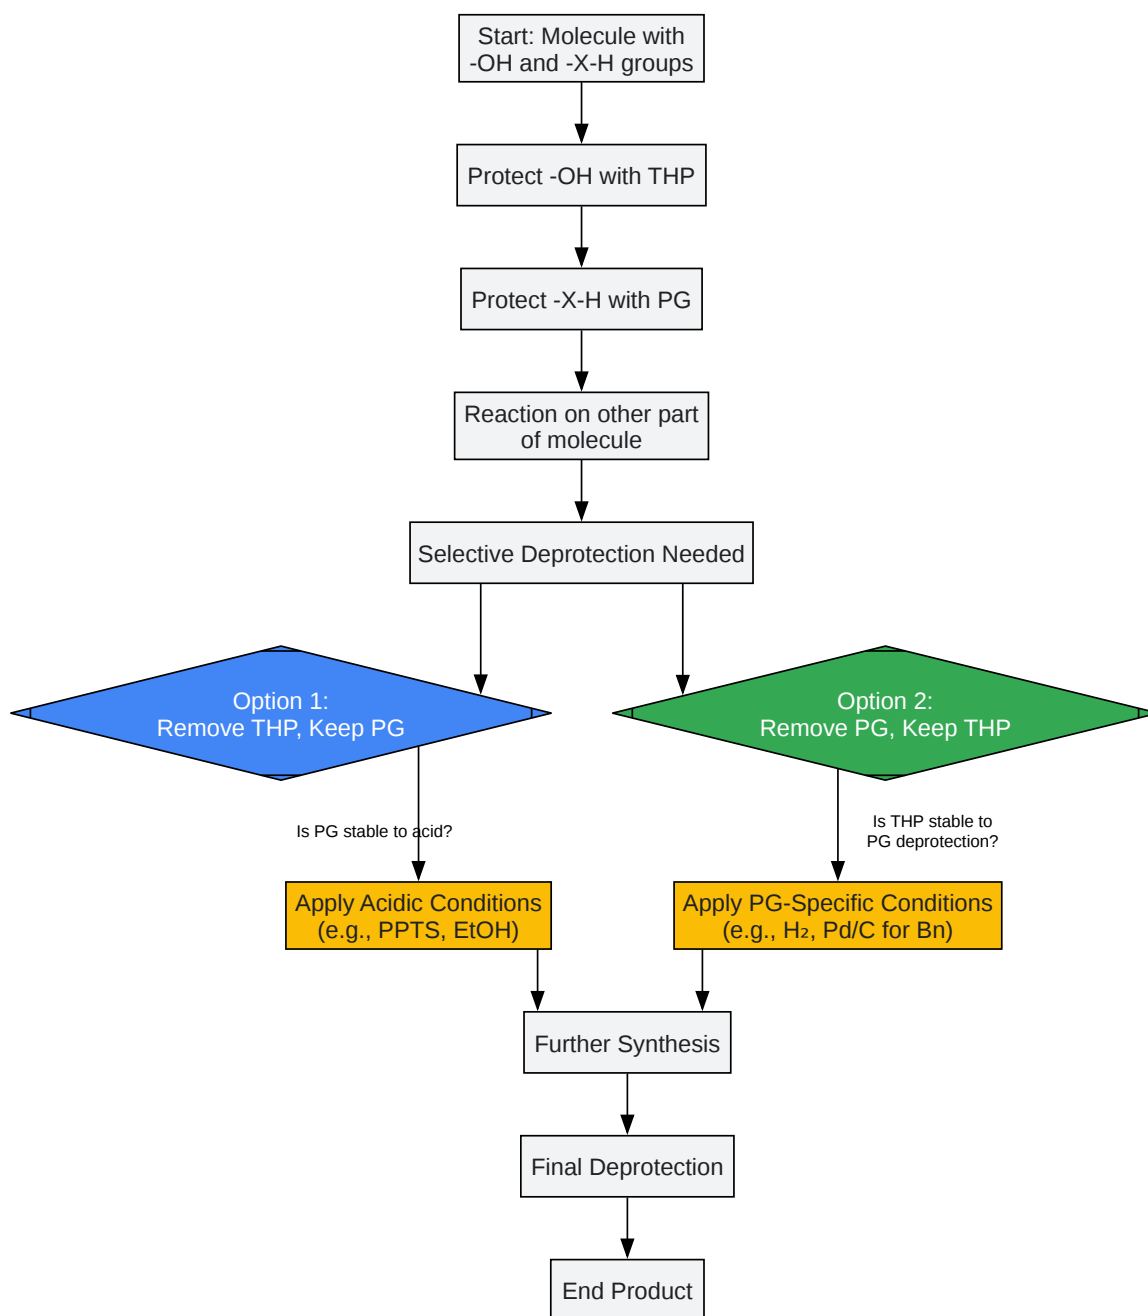 Start: Molecule with
-OH and -X-H groups
Protect -OH with THP
Protect -X-H with PG
Reaction on other part
of molecule
Selective Deprotection Needed
Option 1:
Remove THP, Keep PG
Option 2:
Remove PG, Keep THP
Is PG stable to acid?
Is THP stable to
PG deprotection?
Apply Acidic Conditions
(e.g., PPTS, EtOH)
Apply PG-Specific Conditions
(e.g., H₂, Pd/C for Bn)
Further Synthesis
Final Deprotection
End Product